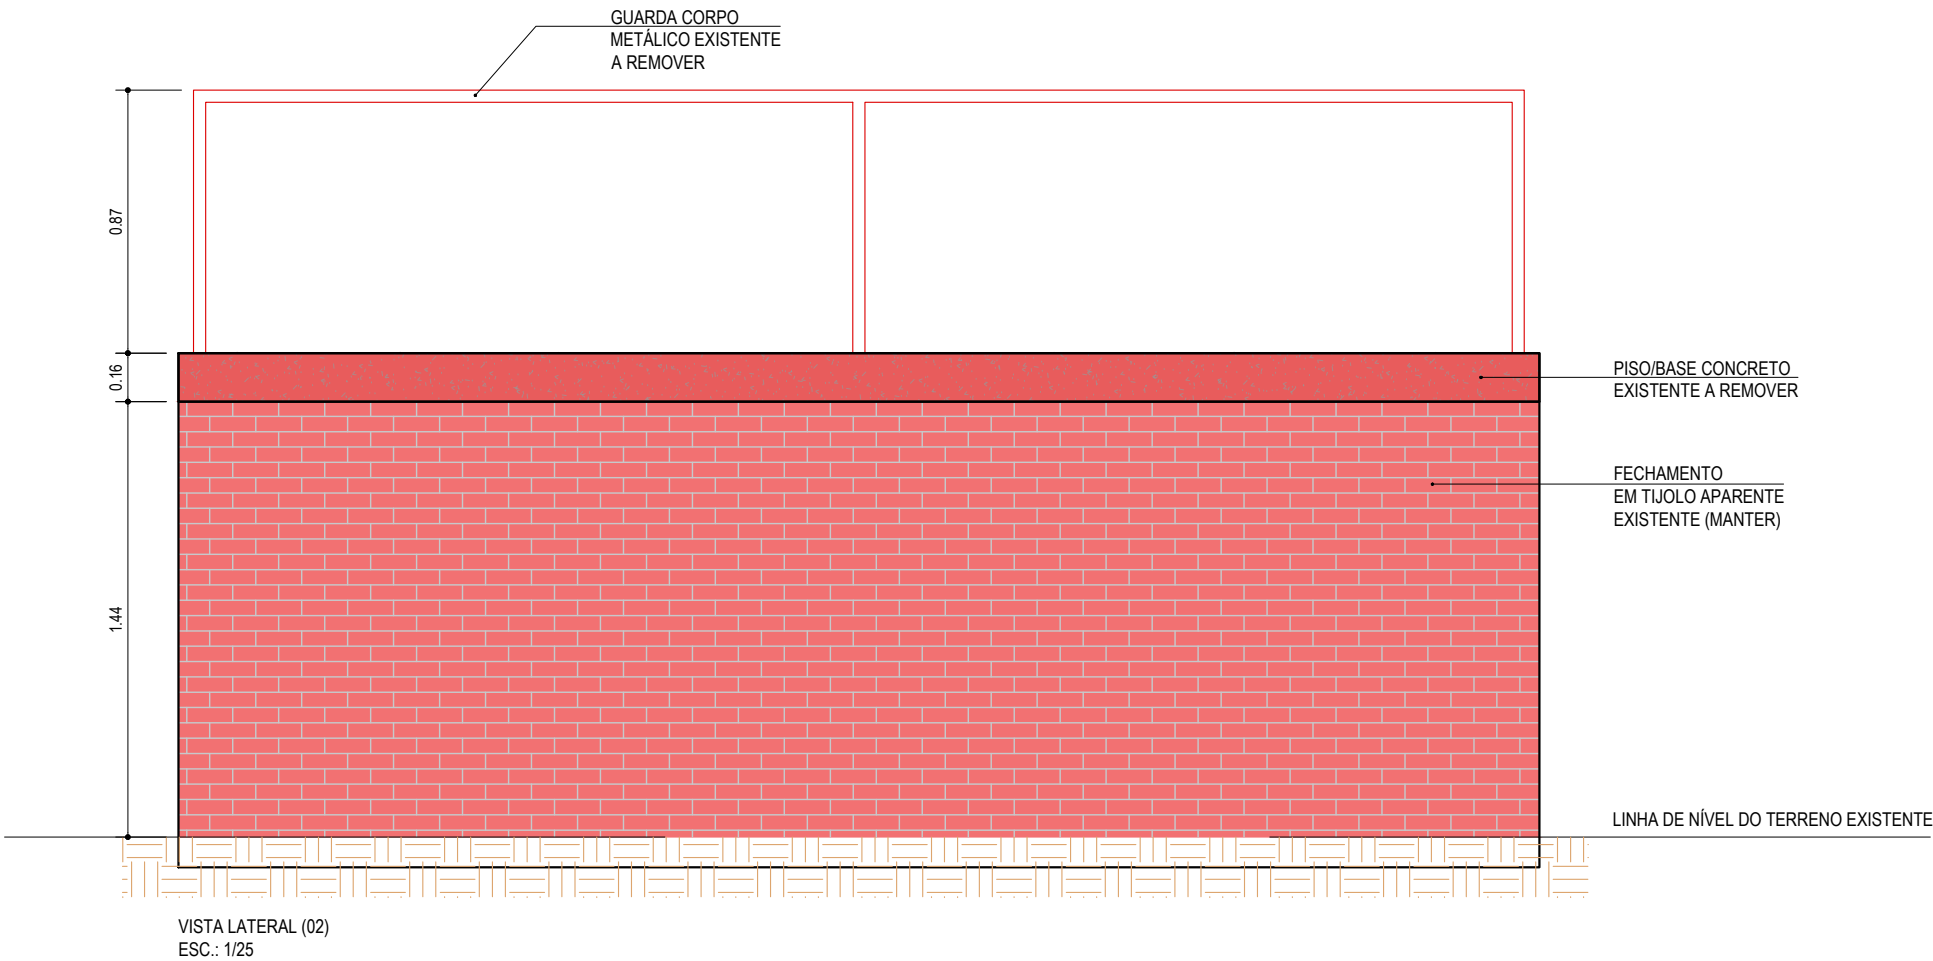 GUARDA CORPO
METÁLICO EXISTENTE
A REMOVER
0.87
0.16
PISO/BASE CONCRETO
EXISTENTE A REMOVER
FECHAMENTO
EM TIJOLO APARENTE
EXISTENTE (MANTER)
1.44
LINHA DE NÍVEL DO TERRENO EXISTENTE
VISTA LATERAL (02)
ESC.: 1/25